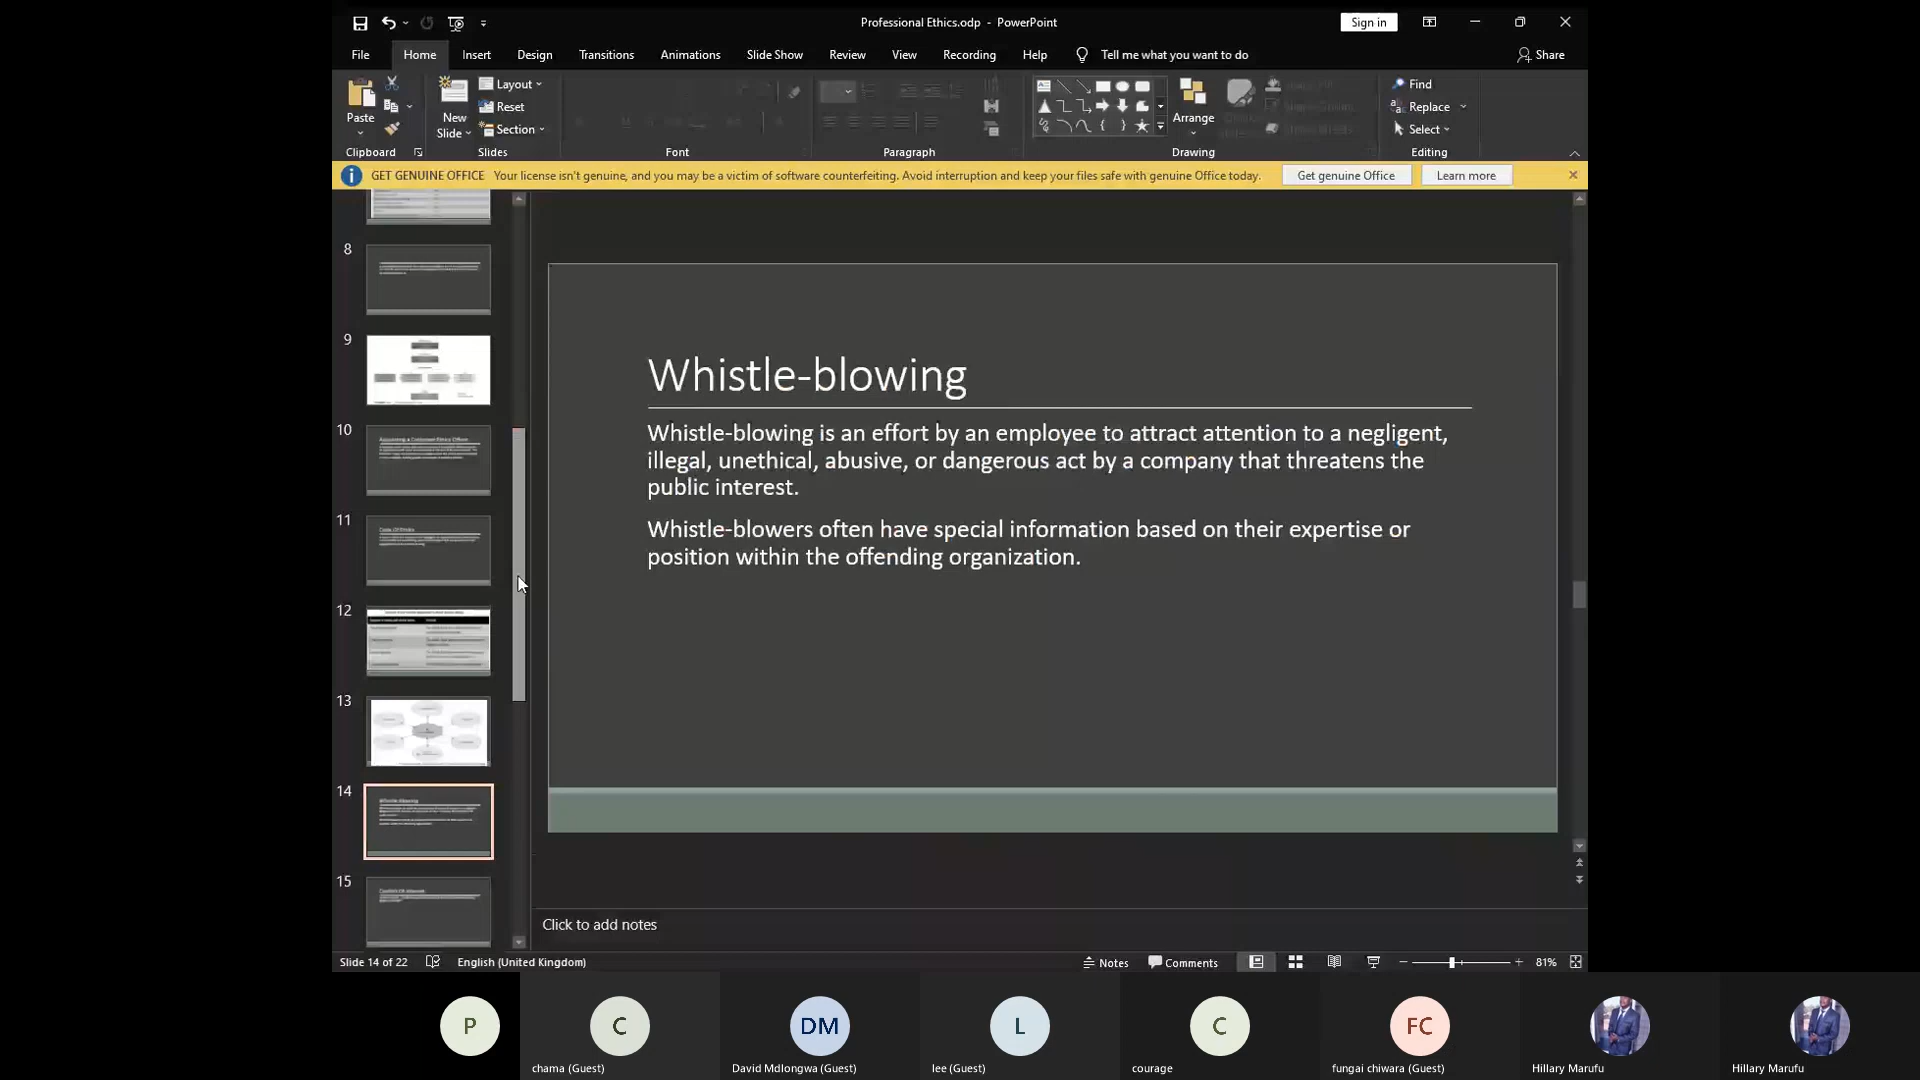 Professional Ethics.odp - PowerPoint
Sign in
File Home Insert Design Transitions Animations Slide Show Review View Recording Help Tell me what you want to do Share
Paste
New
Slide
Layout
Reset
Section
Arrange
Find
Replace
Select
Clipboard Slides Font Paragraph Drawing Editing
GET GENUINE OFFICE Your license isn't genuine, and you may be a victim of software counterfeiting. Avoid interruption and keep your files safe with genuine Office today. Get genuine Office Learn more
8
9
10
11
12
13
14
15
Whistle-blowing
Whistle-blowing is an effort by an employee to attract attention to a negligent,
illegal, unethical, abusive, or dangerous act by a company that threatens the
public interest.
Whistle-blowers often have special information based on their expertise or
position within the offending organization.
Click to add notes
Slide 14 of 22 English (United Kingdom) Notes Comments 81%
P C DM L C FC
chama (Guest) David Mdlongwa (Guest) lee (Guest) courage fungai chiwara (Guest) Hillary Marufu Hillary Marufu